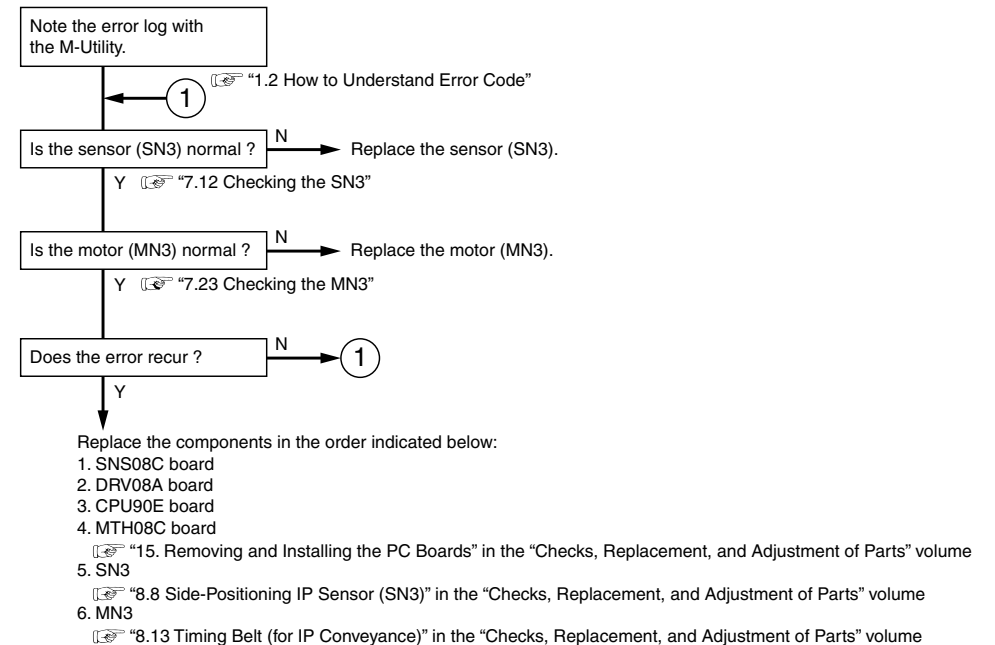 Note the error log with
the M-Utility.
“1.2 How to Understand Error Code”
1
Is the sensor (SN3) normal ?
N
Replace the sensor (SN3).
Y
“7.12 Checking the SN3”
Is the motor (MN3) normal ?
N
Replace the motor (MN3).
Y
“7.23 Checking the MN3”
Does the error recur ?
N
1
Y
Replace the components in the order indicated below:
1. SNS08C board
2. DRV08A board
3. CPU90E board
4. MTH08C board
“15. Removing and Installing the PC Boards” in the “Checks, Replacement, and Adjustment of Parts” volume
5. SN3
“8.8 Side-Positioning IP Sensor (SN3)” in the “Checks, Replacement, and Adjustment of Parts” volume
6. MN3
“8.13 Timing Belt (for IP Conveyance)” in the “Checks, Replacement, and Adjustment of Parts” volume